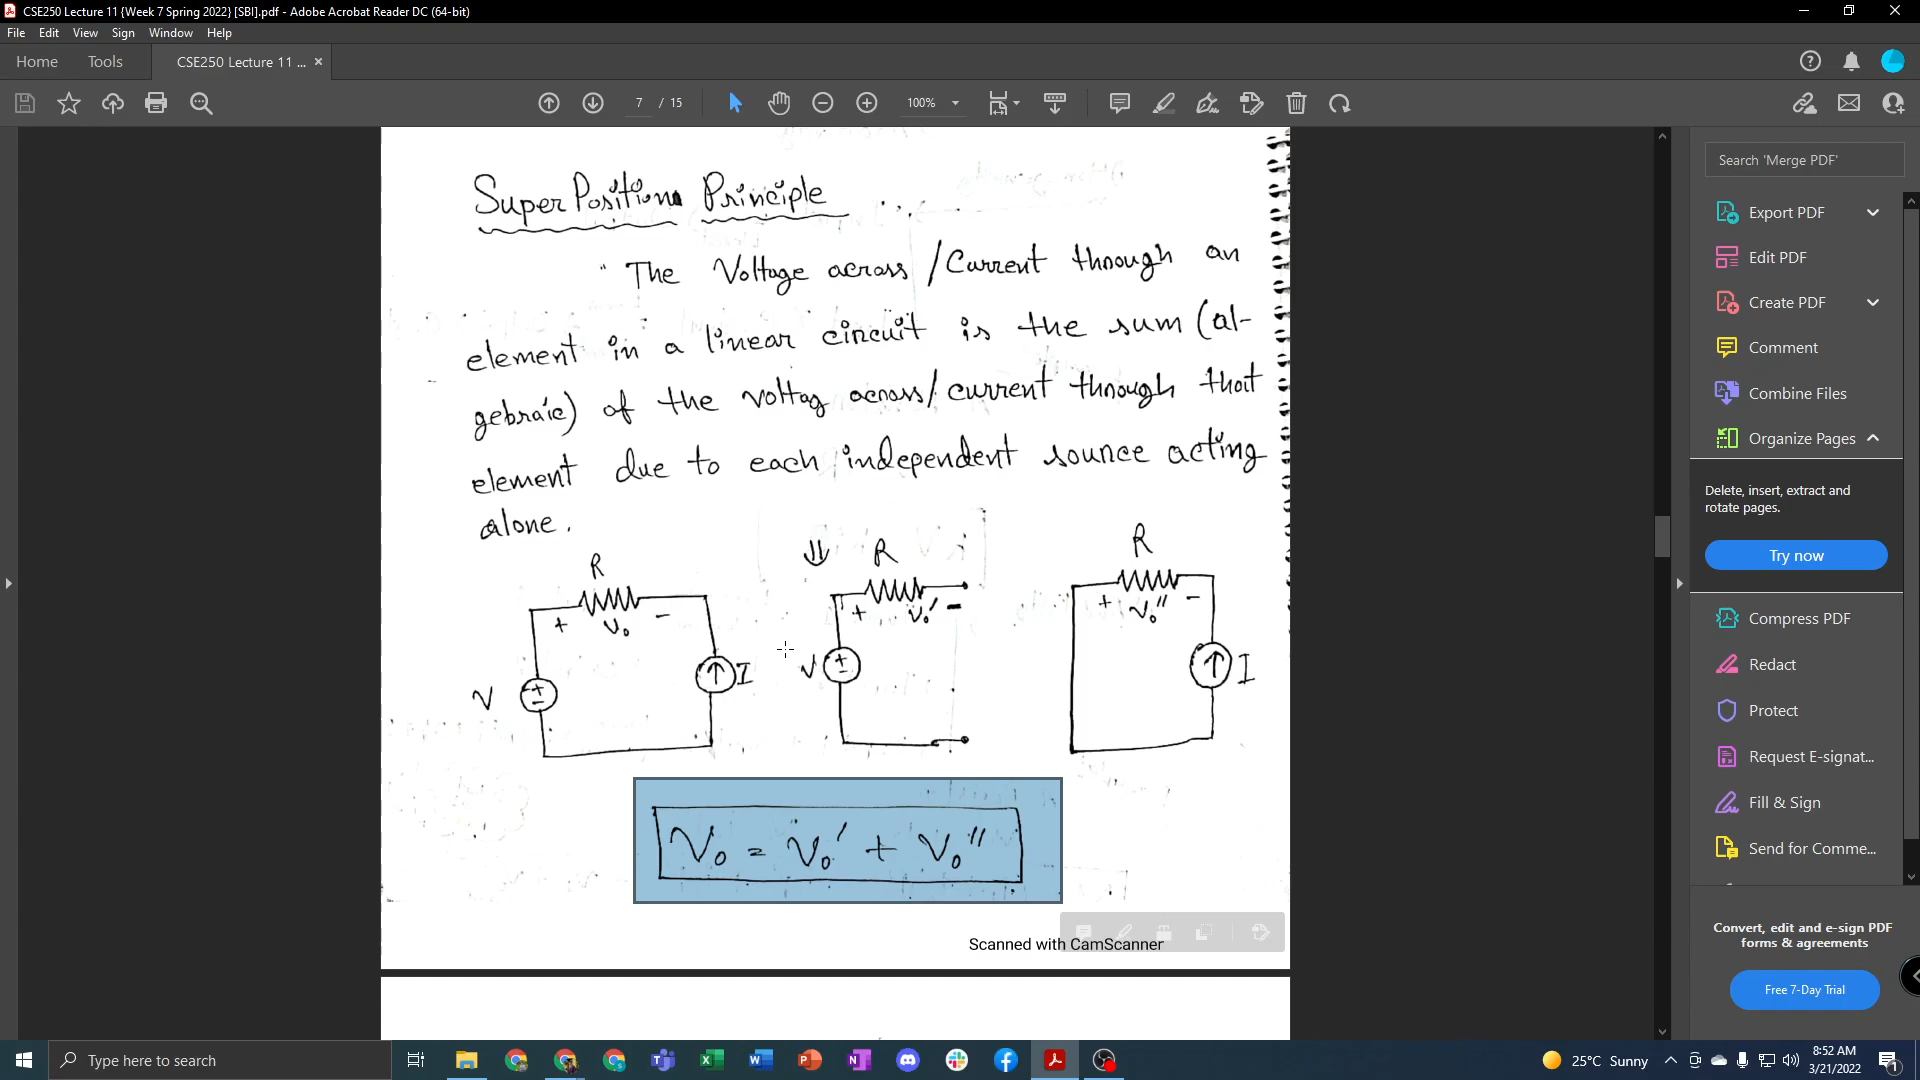 CSE250 Lecture 11 {Week 7 Spring 2022} [SBI].pdf - Adobe Acrobat Reader DC (64-bit)
File Edit View Sign Window Help
Home Tools CSE250 Lecture 11 ... ×
7 / 15 100%
Search 'Merge PDF'
Super Position Principle
"The Voltage across/Current through an
element in a linear circuit is the sum (al-
gebraic) of the voltag across/current through that
element due to each independent source acting
alone.
R
+ V₀ -
V
I
R
+ V₀' -
V
R
+ V₀'' -
I
V₀ = V₀' + V₀''
Scanned with CamScanner
Export PDF
Edit PDF
Create PDF
Comment
Combine Files
Organize Pages
Delete, insert, extract and
rotate pages.
Try now
Compress PDF
Redact
Protect
Request E-signat...
Fill & Sign
Send for Comme...
Convert, edit and e-sign PDF
forms & agreements
Free 7-Day Trial
Type here to search
25°C Sunny
8:52 AM
3/21/2022
1